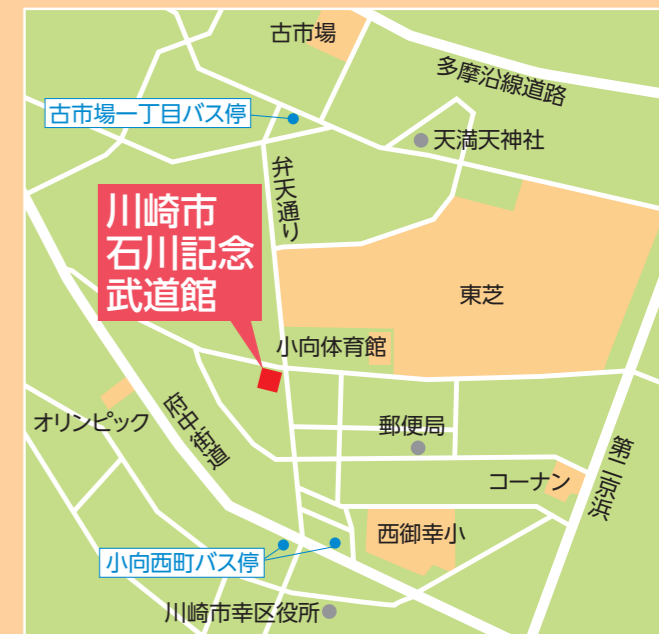 古市場
多摩沿線道路
古市場一丁目バス停
天満天神社
弁天通り
川崎市
石川記念
武道館
東芝
小向体育館
オリンピック
府中街道
郵便局
第二京浜
コーナン
西御幸小
小向西町バス停
川崎市幸区役所